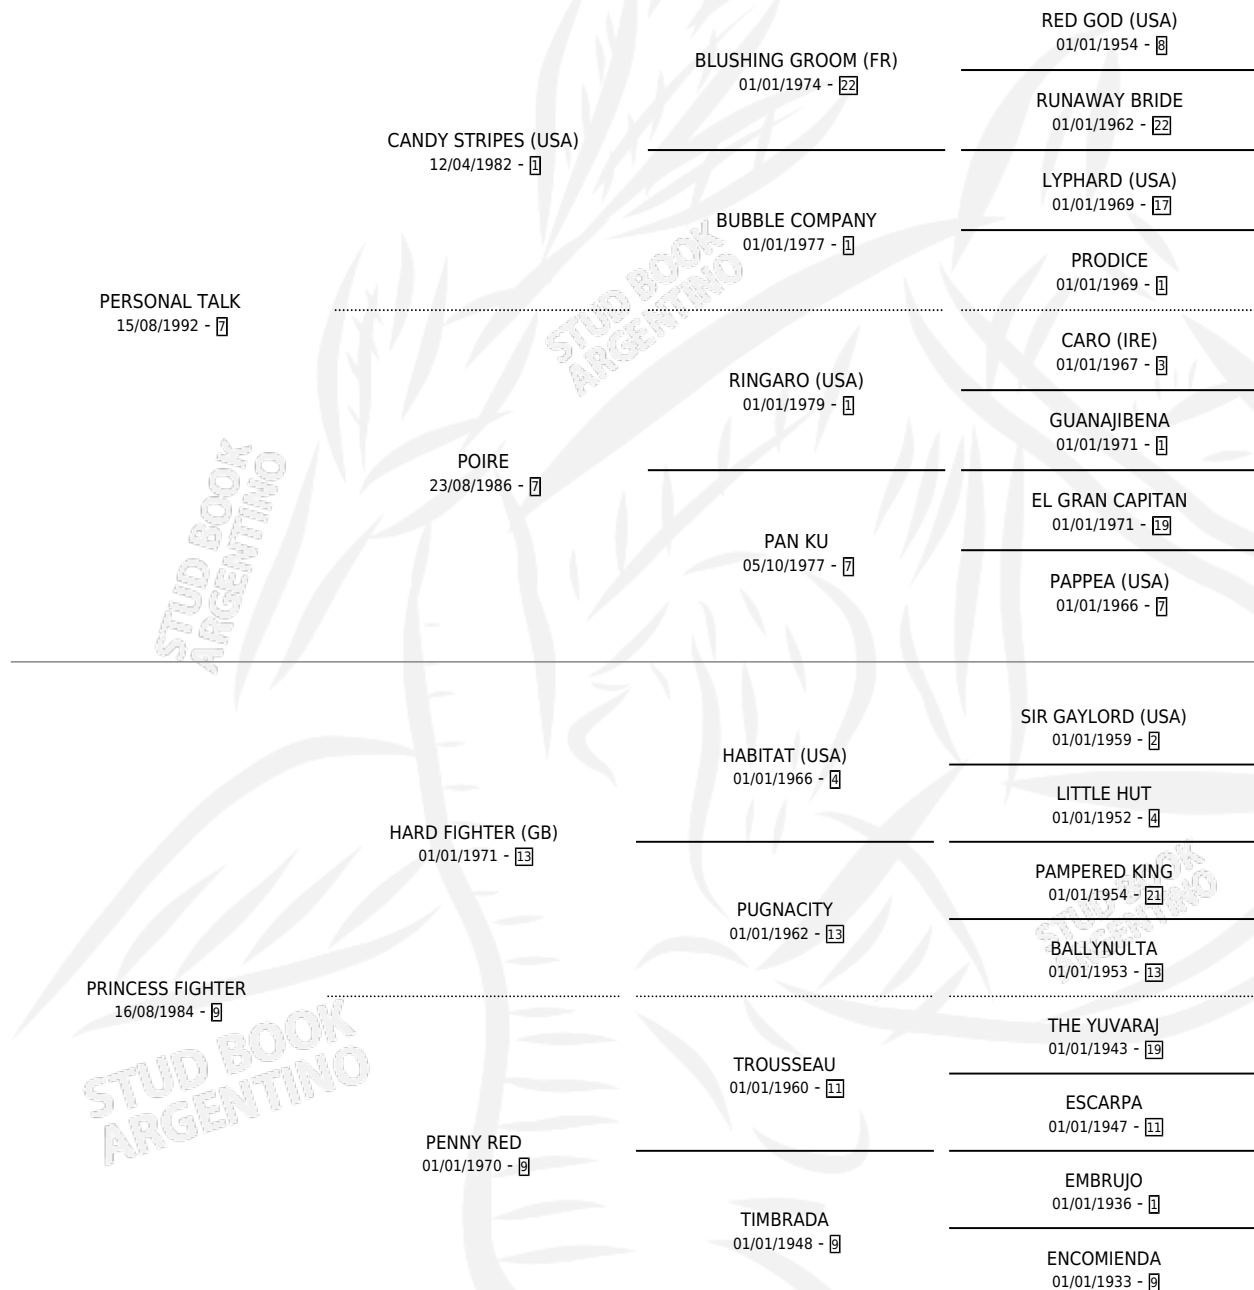 RED GOD (USA)
01/01/1954 - 8
BLUSHING GROOM (FR)
01/01/1974 - 22
RUNAWAY BRIDE
01/01/1962 - 22
CANDY STRIPES (USA)
12/04/1982 - 1
LYPHARD (USA)
01/01/1969 - 17
BUBBLE COMPANY
01/01/1977 - 1
PRODICE
01/01/1969 - 1
PERSONAL TALK
15/08/1992 - 7
CARO (IRE)
01/01/1967 - 3
RINGARO (USA)
01/01/1979 - 1
GUANAJIBENA
01/01/1971 - 1
POIRE
23/08/1986 - 7
EL GRAN CAPITAN
01/01/1971 - 19
PAN KU
05/10/1977 - 7
PAPPEA (USA)
01/01/1966 - 7
SIR GAYLORD (USA)
01/01/1959 - 2
HABITAT (USA)
01/01/1966 - 4
LITTLE HUT
01/01/1952 - 4
HARD FIGHTER (GB)
01/01/1971 - 13
PAMPERED KING
01/01/1954 - 21
PUGNACITY
01/01/1962 - 13
BALLYNULTA
01/01/1953 - 13
PRINCESS FIGHTER
16/08/1984 - 9
THE YUVARAJ
01/01/1943 - 19
TROUSSEAU
01/01/1960 - 11
ESCARPA
01/01/1947 - 11
PENNY RED
01/01/1970 - 9
EMBRUJO
01/01/1936 - 1
TIMBRADA
01/01/1948 - 9
ENCOMIENDA
01/01/1933 - 9
STUD BOOK
ARGENTINO
STUD BOOK
ARGENTINO
STUD BOOK
ARGENTINO
STUD BOOK
ARGENTINO